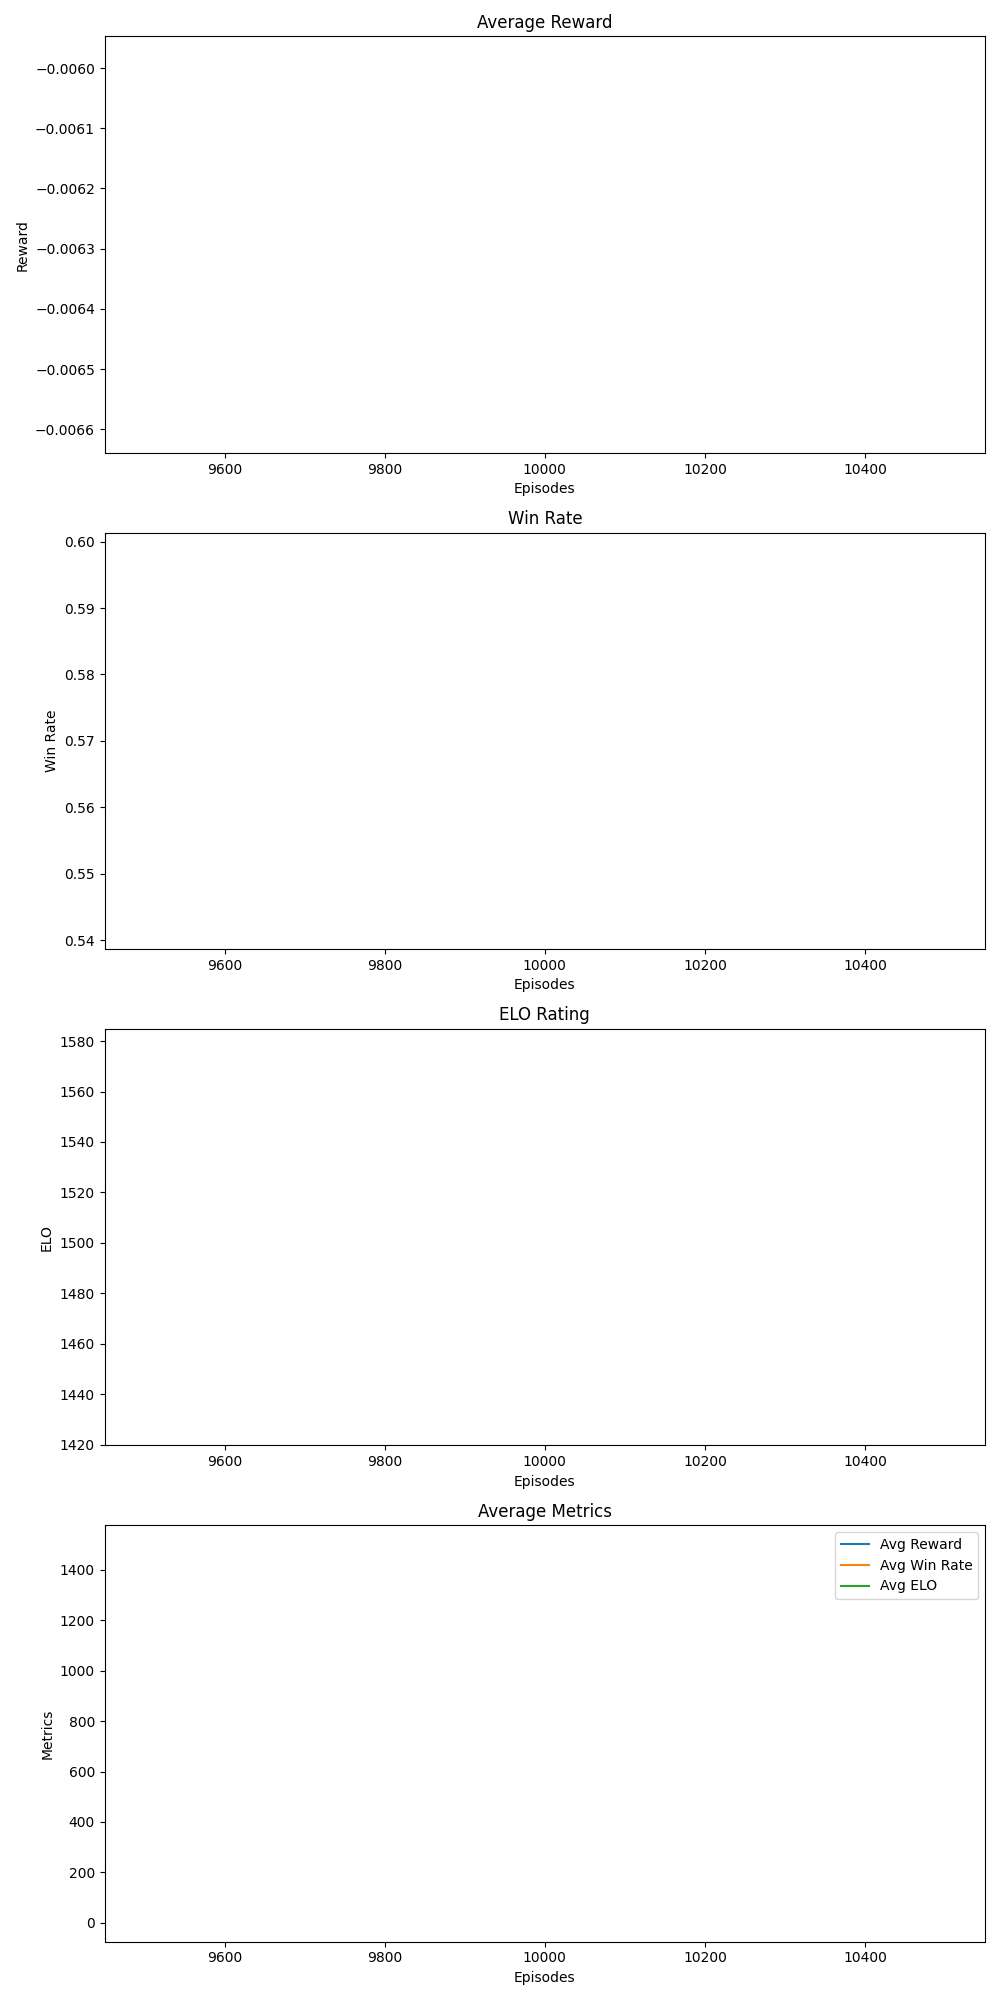 Average Reward
−0.0060
−0.0061
−0.0062
−0.0063
−0.0064
−0.0065
−0.0066
Reward
9600 9800 10000 10200 10400
Episodes
Win Rate
0.60
0.59
0.58
0.57
0.56
0.55
0.54
Win Rate
9600 9800 10000 10200 10400
Episodes
ELO Rating
1580
1560
1540
1520
1500
1480
1460
1440
1420
ELO
9600 9800 10000 10200 10400
Episodes
Average Metrics
Avg Reward
Avg Win Rate
Avg ELO
1400
1200
1000
800
600
400
200
0
Metrics
9600 9800 10000 10200 10400
Episodes